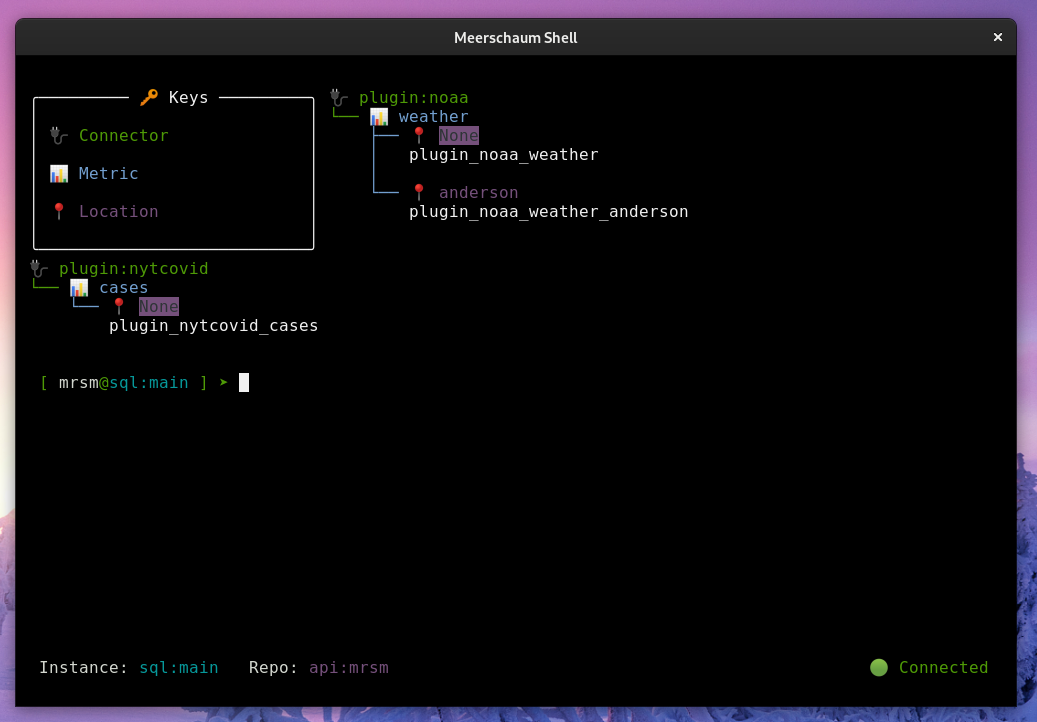 Meerschaum Shell
Keys
Connector
Metric
Location
plugin:noaa
weather
None
plugin_noaa_weather
anderson
plugin_noaa_weather_anderson
plugin:nytcovid
cases
None
plugin_nytcovid_cases
[ mrsm@sql:main ] ➤
Instance: sql:main Repo: api:mrsm
Connected